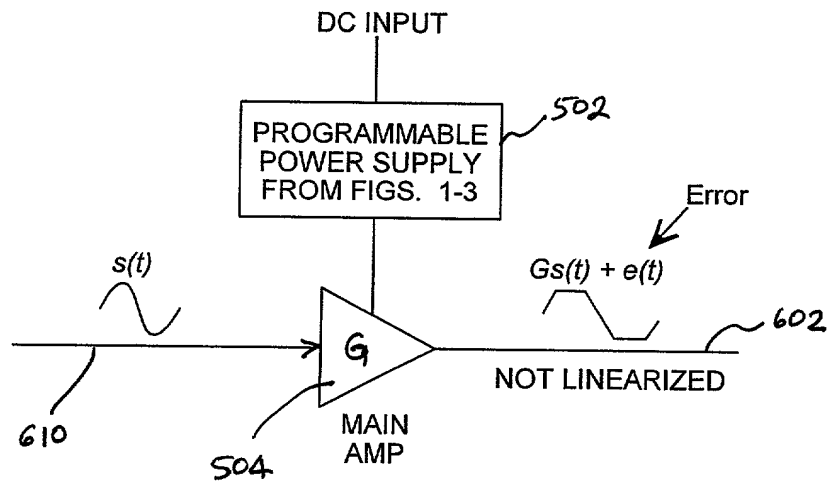 DC INPUT
502
PROGRAMMABLE
POWER SUPPLY
FROM FIGS. 1-3
Error
s(t)
Gs(t) + e(t)
602
G
NOT LINEARIZED
610
504
MAIN
AMP